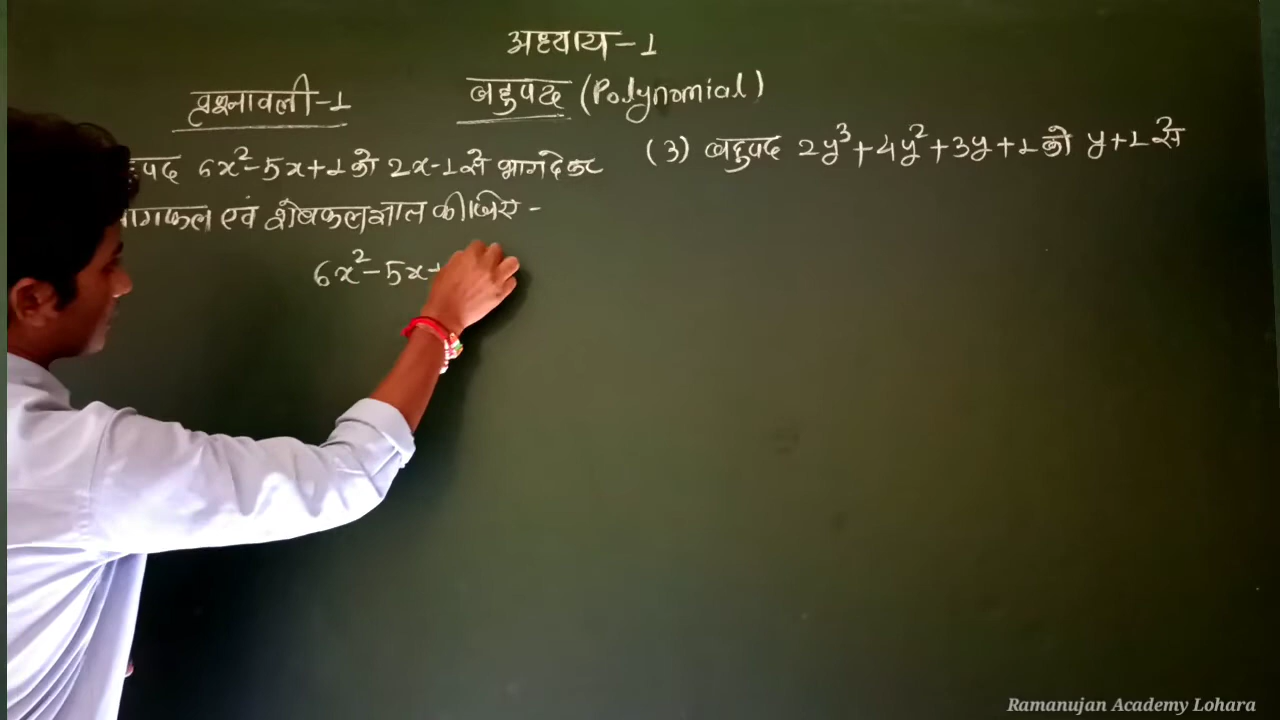 अध्याय-1
प्रश्नावली-1
बहुपद (Polynomial)
पद 6x²-5x+1 को 2x-1 से भाग दे कर
भागफल एवं शेषफल ज्ञात कीजिए -
6x²-5x+
(3) बहुपद 2y³+4y²+3y+1 को y+1 से
Ramanujan Academy Lohara